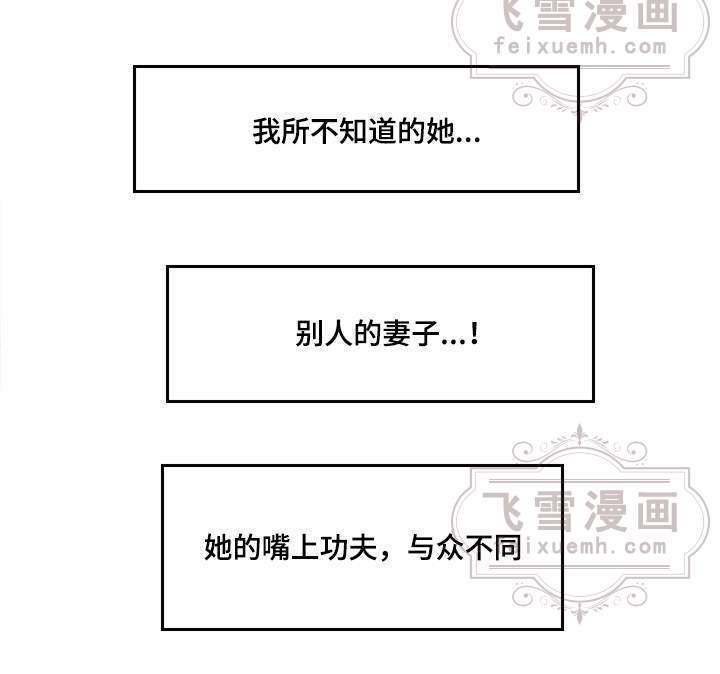 飞雪漫画
feixuemh.com
我所不知道的她...
别人的妻子...!
她的嘴上功夫，与众不同
飞雪漫画
feixuemh.com